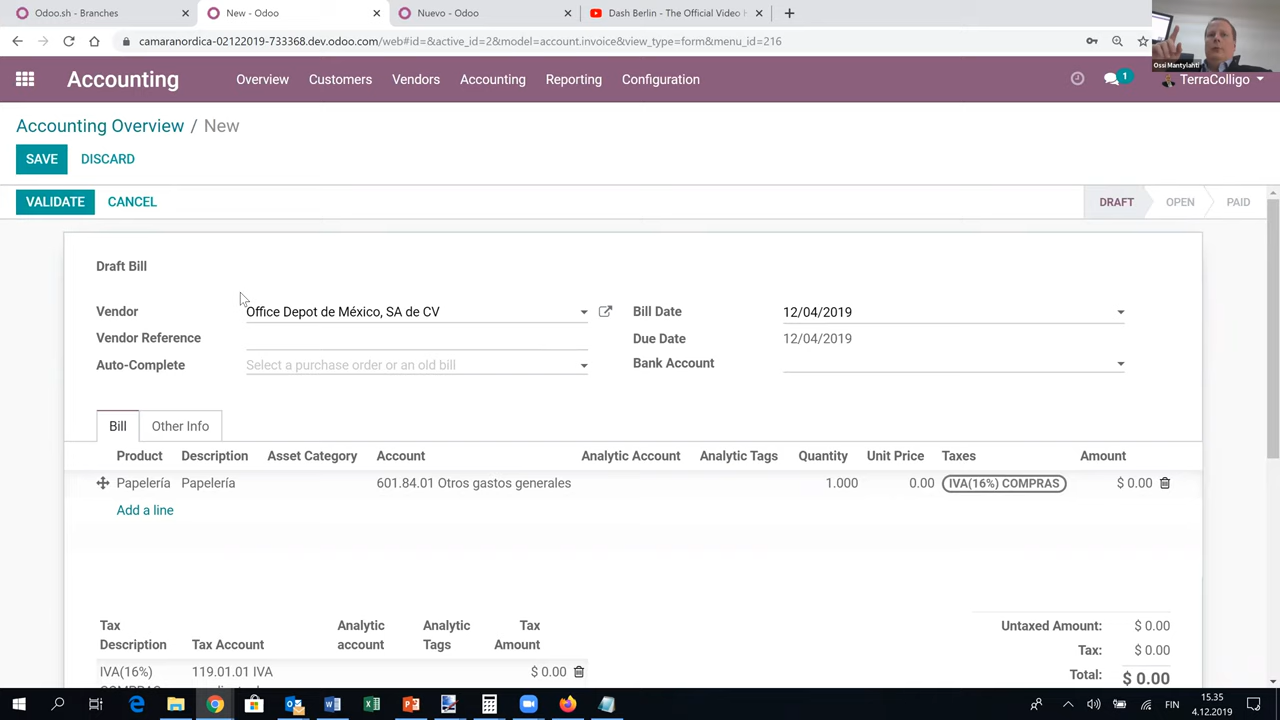 Odoo.sh - Branches
New - Odoo
Nuevo - Odoo
Dash Berlin - The Official Video
camaranordica-02122019-733368.dev.odoo.com/web#id=&active_id=2&model=account.invoice&view_type=form&menu_id=216
Ossi Mantylahti
Accounting
Overview
Customers
Vendors
Accounting
Reporting
Configuration
1
TerraColligo
Accounting Overview / New
SAVE
DISCARD
VALIDATE
CANCEL
DRAFT
OPEN
PAID
Draft Bill
Vendor
Office Depot de México, SA de CV
Bill Date
12/04/2019
Vendor Reference
Due Date
12/04/2019
Auto-Complete
Select a purchase order or an old bill
Bank Account
Bill
Other Info
Product Description Asset Category Account Analytic Account Analytic Tags Quantity Unit Price Taxes Amount
Papelería Papelería 601.84.01 Otros gastos generales 1.000 0.00 IVA(16%) COMPRAS $ 0.00
Add a line
Tax Description
Tax Account
Analytic account
Analytic Tags
Tax Amount
IVA(16%)
119.01.01 IVA
$ 0.00
Untaxed Amount: $ 0.00
Tax: $ 0.00
Total: $ 0.00
FIN
15.35
4.12.2019